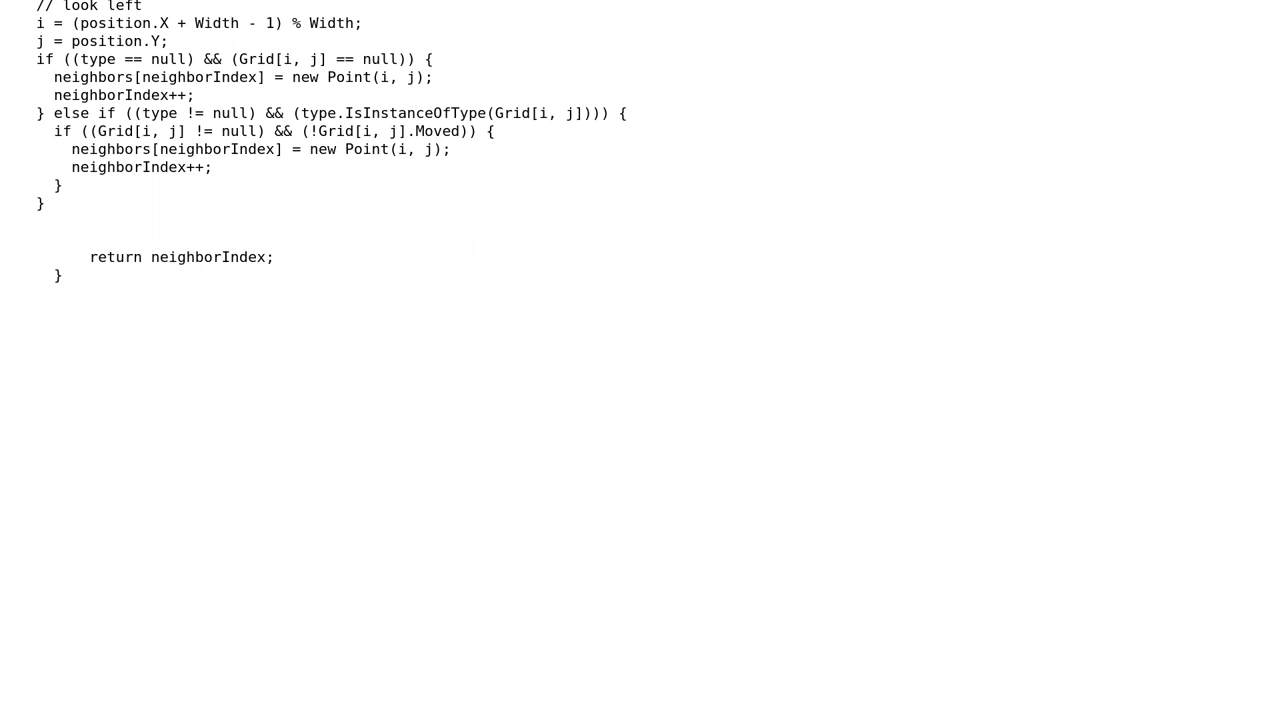 // look left
i = (position.X + Width - 1) % Width;
j = position.Y;
if ((type == null) && (Grid[i, j] == null)) {
neighbors[neighborIndex] = new Point(i, j);
neighborIndex++;
} else if ((type != null) && (type.IsInstanceOfType(Grid[i, j]))) {
if ((Grid[i, j] != null) && (!Grid[i, j].Moved)) {
neighbors[neighborIndex] = new Point(i, j);
neighborIndex++;
}
}
return neighborIndex;
}